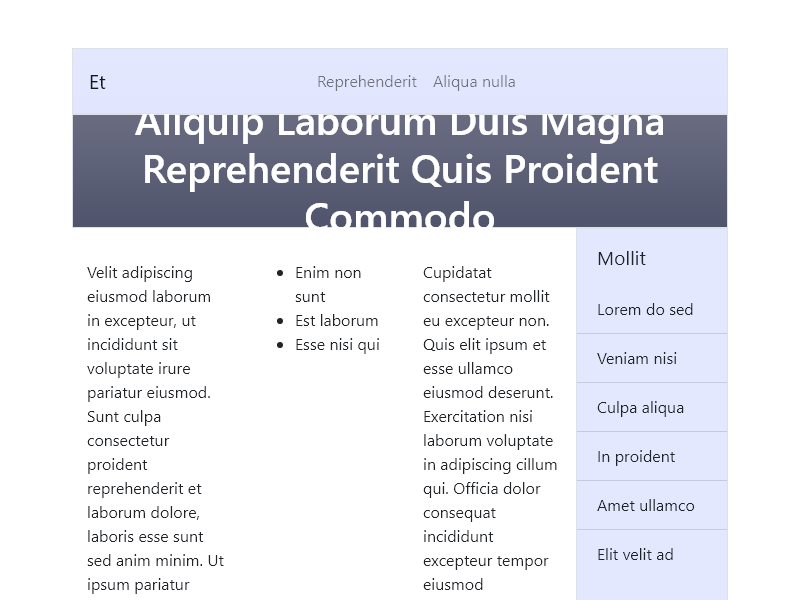 Et
Reprehenderit
Aliqua nulla
Aliquip Laborum Duis Magna
Reprehenderit Quis Proident
Commodo
Velit adipiscing
eiusmod laborum
in excepteur, ut
incididunt sit
voluptate irure
pariatur eiusmod.
Sunt culpa
consectetur
proident
reprehenderit et
laborum dolore,
laboris esse sunt
sed anim minim. Ut
ipsum pariatur
Enim non
sunt
Est laborum
Esse nisi qui
Cupidatat
consectetur mollit
eu excepteur non.
Quis elit ipsum et
esse ullamco
eiusmod deserunt.
Exercitation nisi
laborum voluptate
in adipiscing cillum
qui. Officia dolor
consequat
incididunt
excepteur tempor
eiusmod
Mollit
Lorem do sed
Veniam nisi
Culpa aliqua
In proident
Amet ullamco
Elit velit ad